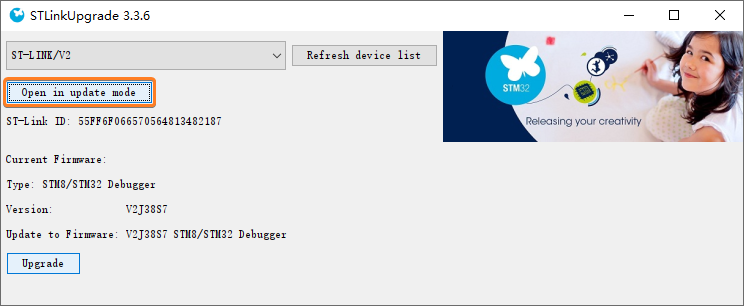 STLinkUpgrade 3.3.6
ST-LINK/V2
Refresh device list
Open in update mode
ST-Link ID: 55FF6F066570564813482187
Current Firmware:
Type: STM8/STM32 Debugger
Version: V2J38S7
Update to Firmware: V2J38S7 STM8/STM32 Debugger
Upgrade
STM32
Releasing your creativity